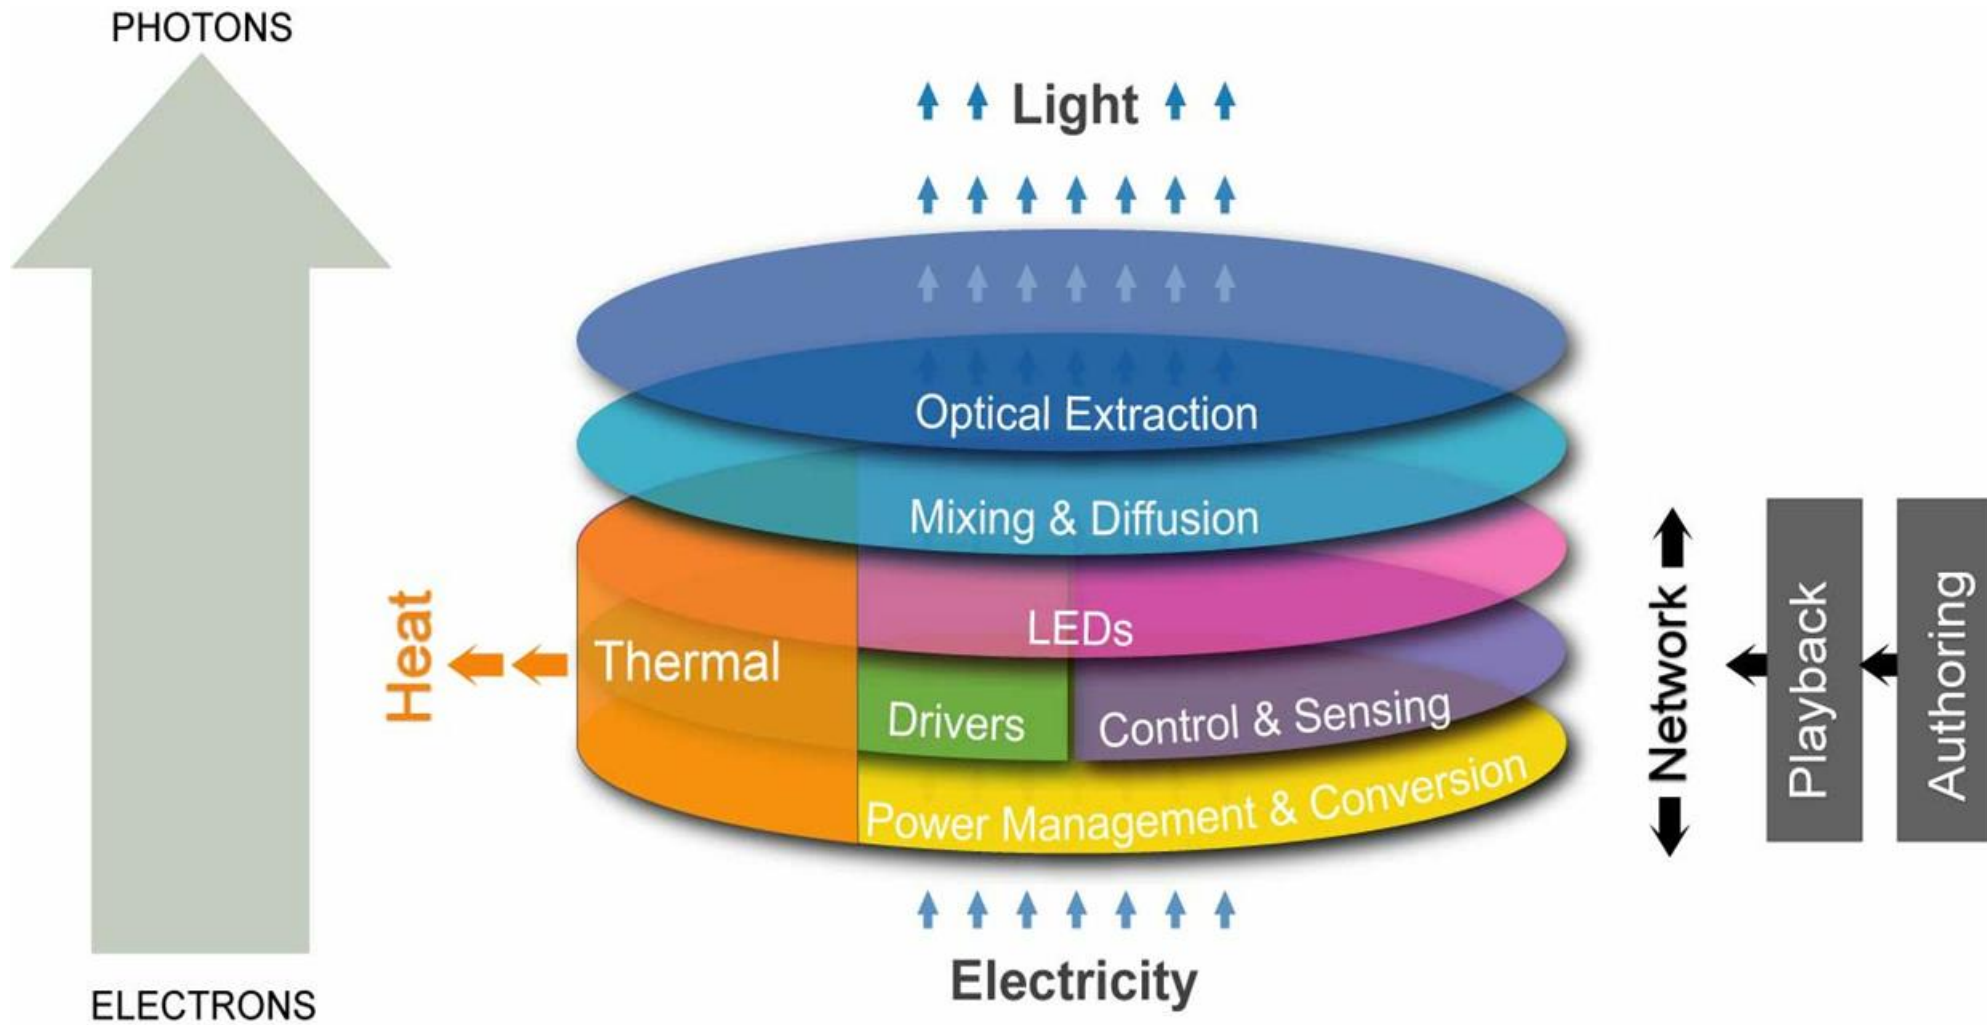 PHOTONS
Light
Optical Extraction
Mixing & Diffusion
LEDs
Heat
Thermal
Drivers
Control & Sensing
Power Management & Conversion
Network
Playback
Authoring
Electricity
ELECTRONS